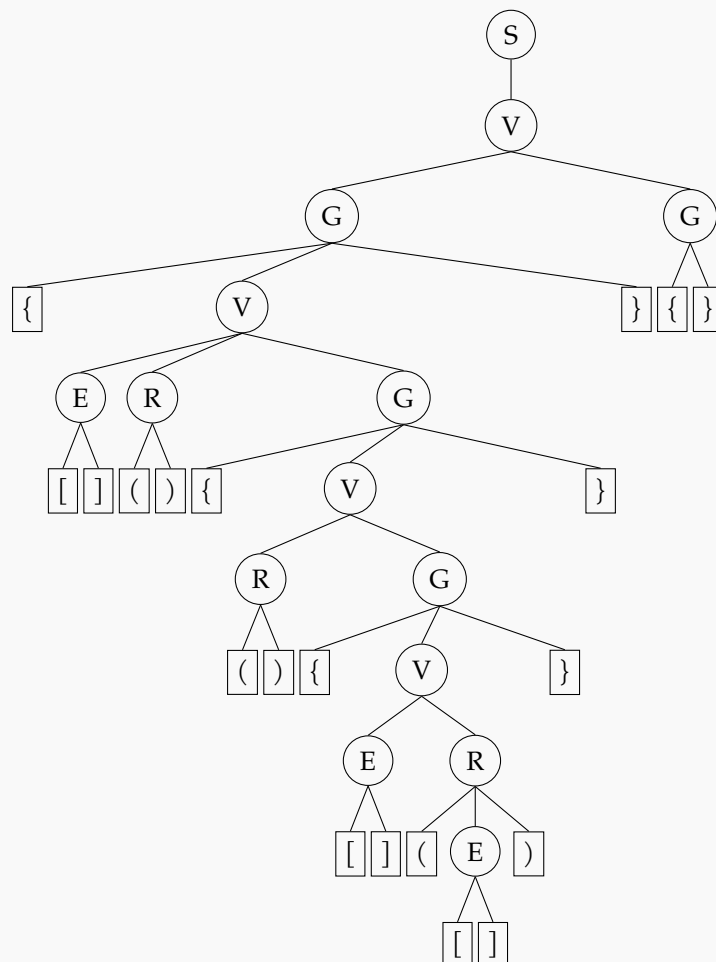 S
V
G G
{ V } { }
E R G
[ ] ( ) { V }
R G
( ) { V }
E R
[ ] ( E )
[ ]